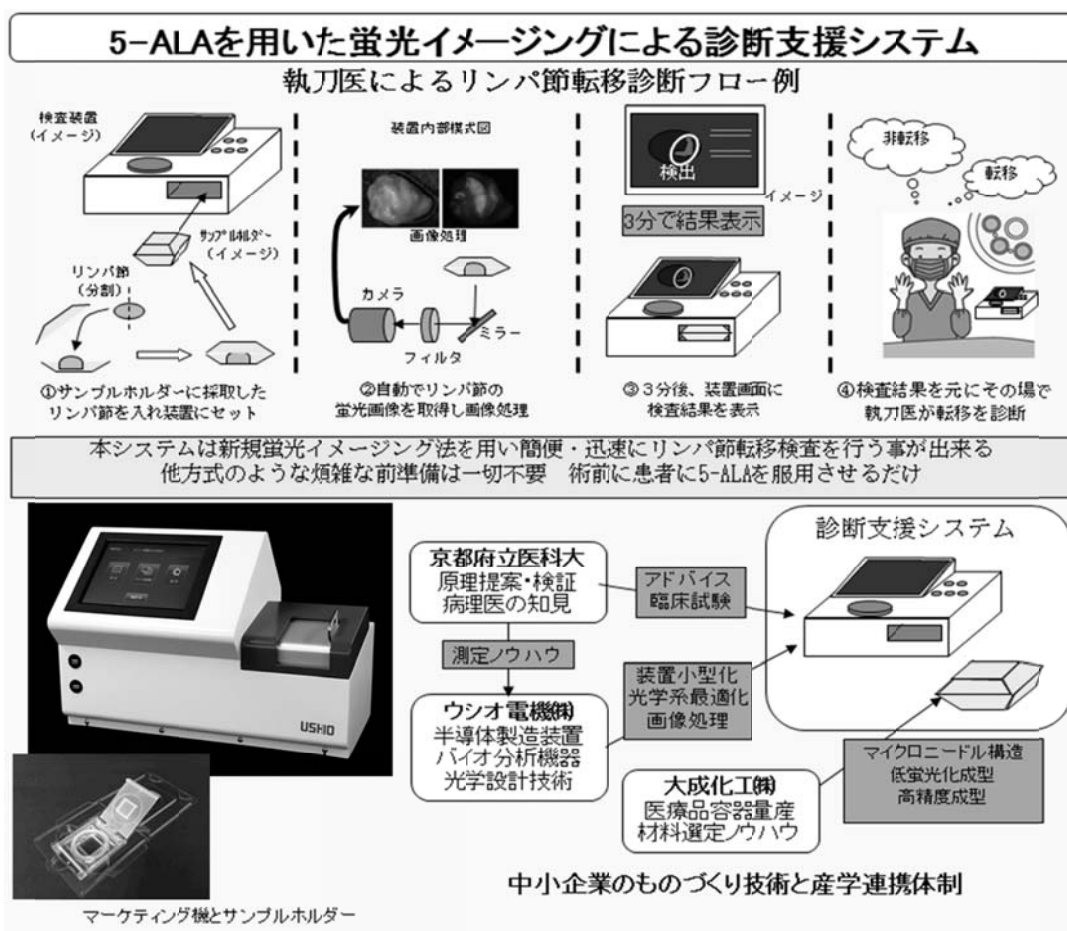 5-ALAを用いた蛍光イメージングによる診断支援システム
執刀医によるリンパ節転移診断フロー例
検査装置
(イメージ)
サンプルホルダー
(イメージ)
リンパ節
(分割)
①サンプルホルダーに採取した
リンパ節を入れ装置にセット
装置内部模式図
画像処理
カメラ
フィルタ
ミラー
②自動でリンパ節の
蛍光画像を取得し画像処理
検出
イメージ
3分で結果表示
③３分後、装置画面に
検査結果を表示
非転移
転移
④検査結果を元にその場で
執刀医が転移を診断
本システムは新規蛍光イメージング法を用い簡便・迅速にリンパ節転移検査を行う事が出来る
他方式のような煩雑な前準備は一切不要　術前に患者に5-ALAを服用させるだけ
USHIO
マーケティング機とサンプルホルダー
京都府立医科大
原理提案・検証
病理医の知見
測定ノウハウ
ウシオ電機㈱
半導体製造装置
バイオ分析機器
光学設計技術
アドバイス
臨床試験
装置小型化
光学系最適化
画像処理
大成化工㈱
医療品容器量産
材料選定ノウハウ
診断支援システム
マイクロニードル構造
低蛍光化成型
高精度成型
中小企業のものづくり技術と産学連携体制